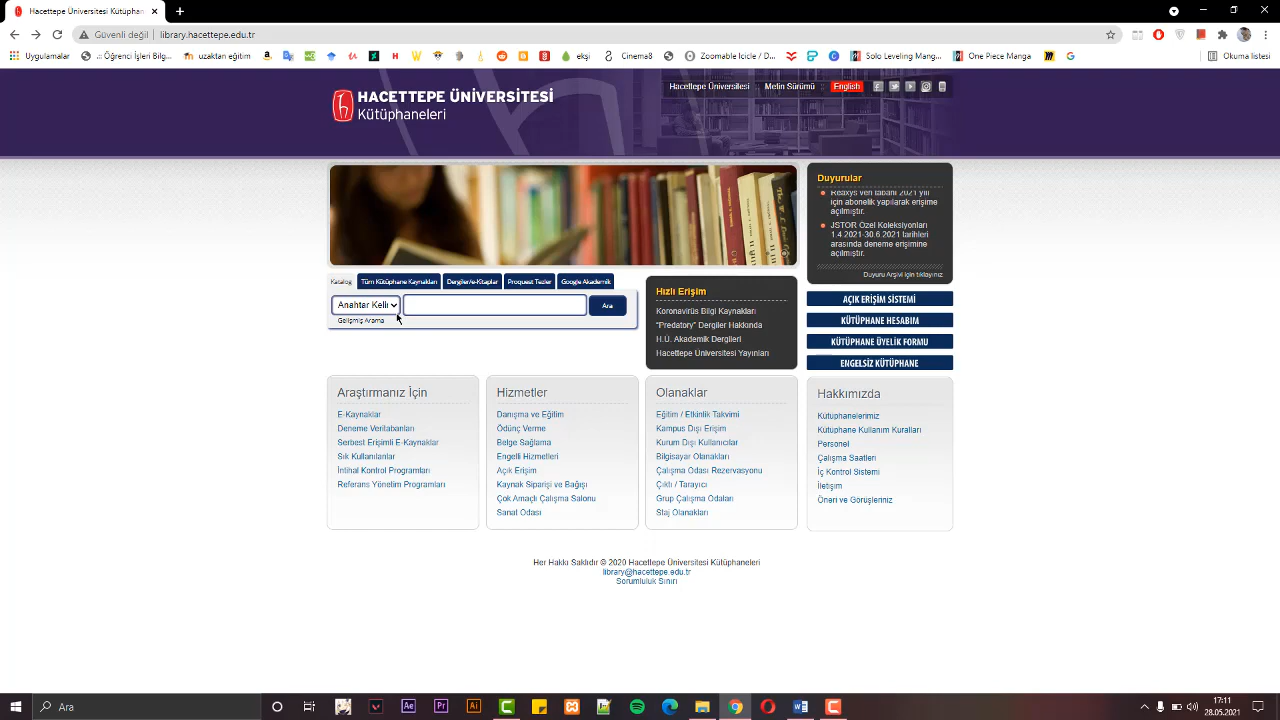 Hacettepe Üniversitesi Kütüphan
Güvenli değil
library.hacettepe.edu.tr
Uygulamalar
.:: Öğrenci İşleri Bilg...
uzaktan eğitim
ekşi
Cinema8
Zoomable Icicle / D...
Solo Leveling Mang...
One Piece Manga
Okuma listesi
Hacettepe Üniversitesi
Metin Sürümü
English
HACETTEPE ÜNİVERSİTESİ
Kütüphaneleri
Duyurular
Reaxys veri tabanı 2021 yılı
için abonelik yapılarak erişime
açılmıştır.
JSTOR Özel Koleksiyonları
1.4.2021-30.6.2021 tarihleri
arasında deneme erişimine
açılmıştır.
Duyuru Arşivi için tıklayınız
Katalog
Tüm Kütüphane Kaynakları
Dergiler/e-Kitaplar
Proquest Tezler
Google Akademik
Anahtar Keli
Ara
Gelişmiş Arama
Hızlı Erişim
Koronavirüs Bilgi Kaynakları
"Predatory" Dergiler Hakkında
H.Ü. Akademik Dergileri
Hacettepe Üniversitesi Yayınları
AÇIK ERİŞİM SİSTEMİ
KÜTÜPHANE HESABIM
KÜTÜPHANE ÜYELİK FORMU
ENGELSİZ KÜTÜPHANE
Araştırmanız İçin
E-Kaynaklar
Deneme Veritabanları
Serbest Erişimli E-Kaynaklar
Sık Kullanılanlar
İntihal Kontrol Programları
Referans Yönetim Programları
Hizmetler
Danışma ve Eğitim
Ödünç Verme
Belge Sağlama
Engelli Hizmetleri
Açık Erişim
Kaynak Siparişi ve Bağışı
Çok Amaçlı Çalışma Salonu
Sanat Odası
Olanaklar
Eğitim / Etkinlik Takvimi
Kampus Dışı Erişim
Kurum Dışı Kullanıcılar
Bilgisayar Olanakları
Çalışma Odası Rezervasyonu
Çıktı / Tarayıcı
Grup Çalışma Odaları
Staj Olanakları
Hakkımızda
Kütüphanelerimiz
Kütüphane Kullanım Kuralları
Personel
Çalışma Saatleri
İç Kontrol Sistemi
İletişim
Öneri ve Görüşleriniz
Her Hakkı Saklıdır © 2020 Hacettepe Üniversitesi Kütüphaneleri
library@hacettepe.edu.tr
Sorumluluk Sınırı
Ara
17:11
28.05.2021